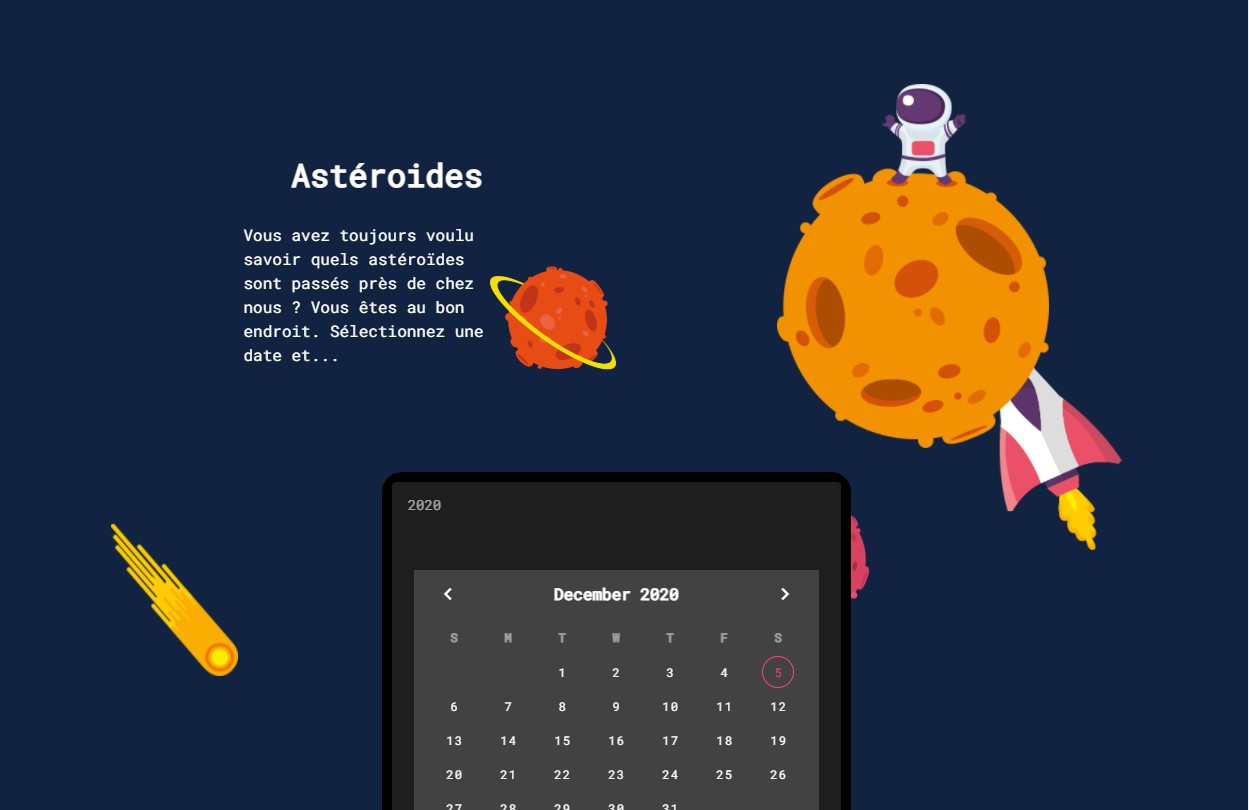 Astéroides
Vous avez toujours voulu
savoir quels astéroïdes
sont passés près de chez
nous ? Vous êtes au bon
endroit. Sélectionnez une
date et...
2020
December 2020
S M T W T F S
1 2 3 4 5
6 7 8 9 10 11 12
13 14 15 16 17 18 19
20 21 22 23 24 25 26
27 28 29 30 31